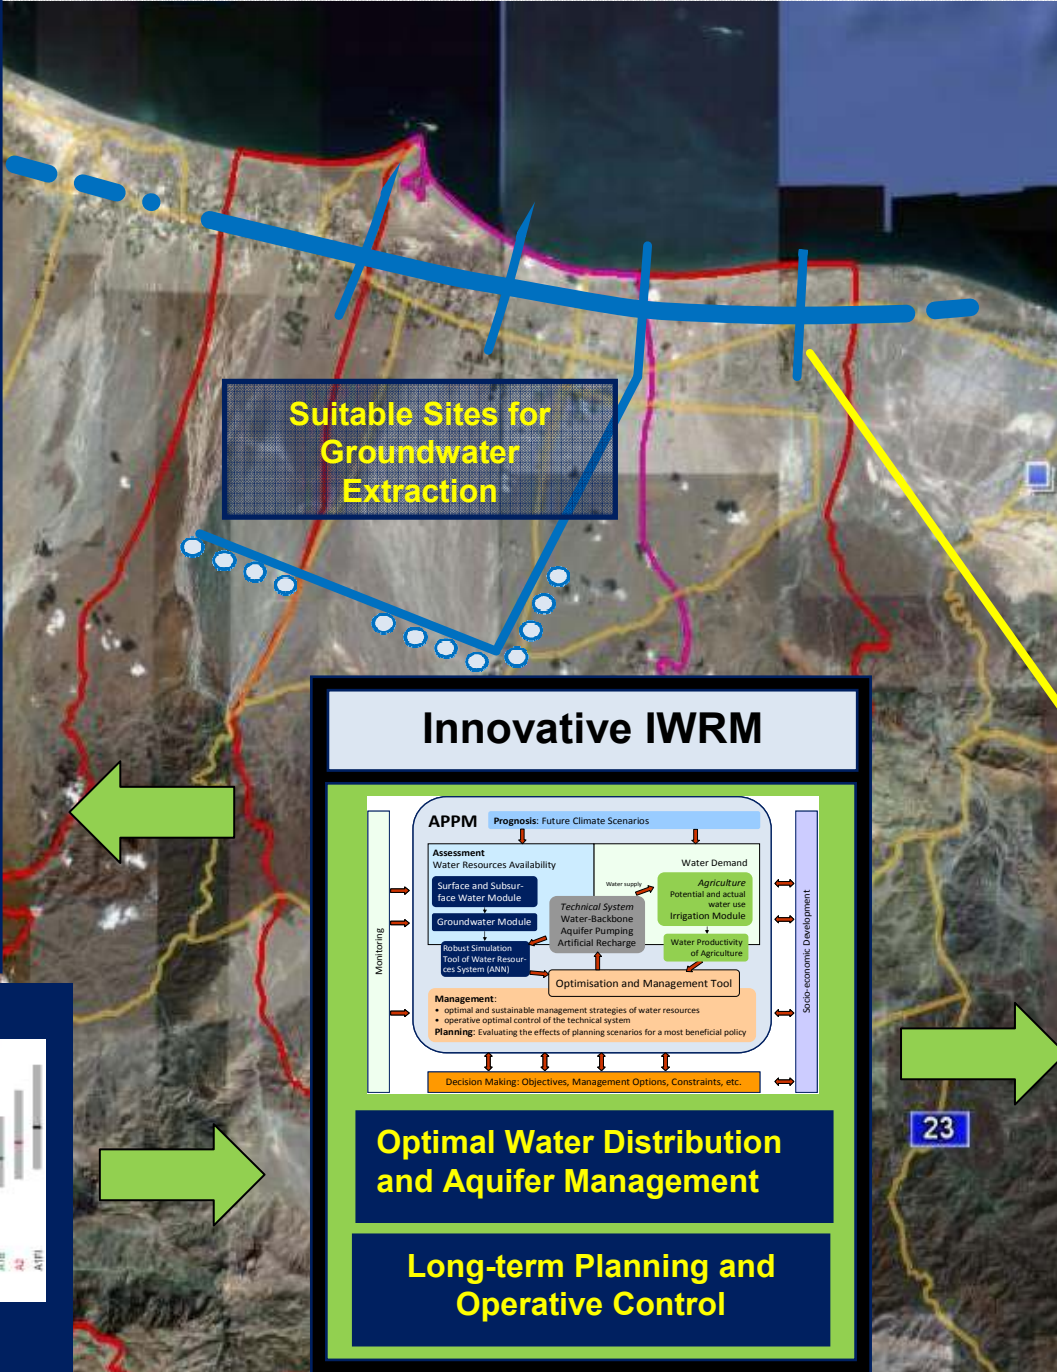 Suitable Sites for
Groundwater
Extraction
Innovative IWRM
APPM
Prognosis: Future Climate Scenarios
Assessment
Water Resources Availability
Water Demand
Surface and Subsur-
face Water Module
Groundwater Module
Robust Simulation
Tool of Water Resour-
ces System (ANN)
Water supply
Technical System
Water-Backbone
Aquifer Pumping
Artificial Recharge
Agriculture
Potential and actual
water use
Irrigation Module
Water Productivity
of Agriculture
Optimisation and Management Tool
Management:
• optimal and sustainable management strategies of water resources
• operative optimal control of the technical system
Planning: Evaluating the effects of planning scenarios for a most beneficial policy
Monitoring
Socio-economic Development
Decision Making: Objectives, Management Options, Constraints, etc.
Optimal Water Distribution
and Aquifer Management
Long-term Planning and
Operative Control
23
A2
A1FI